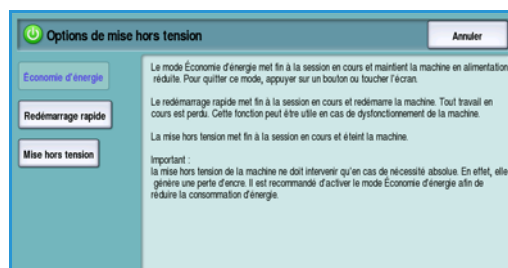 Options de mise hors tension
Annuler
Économie d'énergie
Redémarrage rapide
Mise hors tension
Le mode Économie d'énergie met fin à la session en cours et maintient la machine en alimentation
réduite. Pour quitter ce mode, appuyer sur un bouton ou toucher l'écran.
Le redémarrage rapide met fin à la session en cours et redémarre la machine. Tout travail en
cours est perdu. Cette fonction peut être utile en cas de dysfonctionnement de la machine.
La mise hors tension met fin à la session en cours et éteint la machine.
Important :
la mise hors tension de la machine ne doit intervenir qu'en cas de nécessité absolue. En effet, elle
génère une perte d'encre. Il est recommandé d'activer le mode Économie d'énergie afin de
réduire la consommation d'énergie.